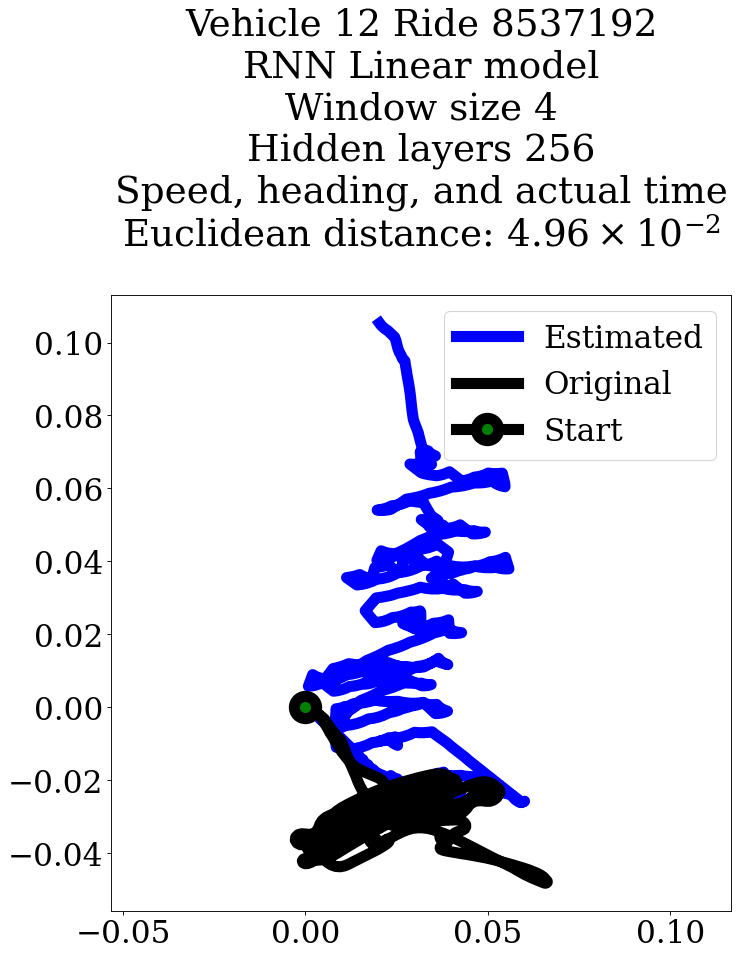 Vehicle 12 Ride 8537192
RNN Linear model
Window size 4
Hidden layers 256
Speed, heading, and actual time
Euclidean distance: 4.96 × 10⁻²
Estimated
Original
Start
0.10
0.08
0.06
0.04
0.02
0.00
−0.02
−0.04
−0.05 0.00 0.05 0.10